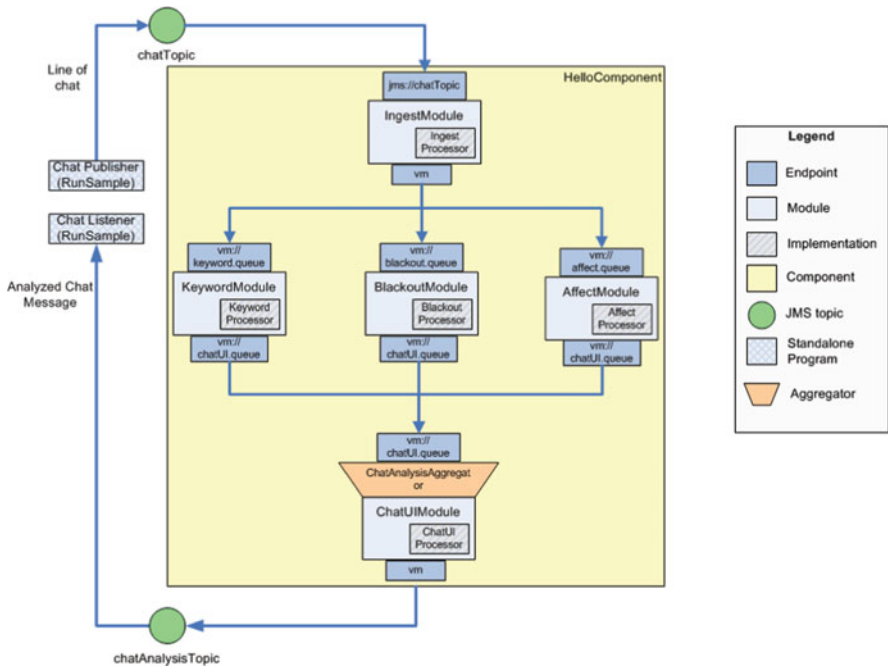 chatTopic
Line of
chat
HelloComponent
jms://chatTopic
IngestModule
Ingest
Processor
vm
Chat Publisher
(RunSample)
Chat Listener
(RunSample)
Analyzed Chat
Message
vm://
keyword.queue
KeywordModule
Keyword
Processor
vm://
chatUI.queue
vm://
blackout.queue
BlackoutModule
Blackout
Processor
vm://
chatUI.queue
vm://
affect.queue
AffectModule
Affect
Processor
vm://
chatUI.queue
vm://
chatUI.queue
ChatAnalysisAggregat
or
ChatUIModule
ChatUI
Processor
vm
chatAnalysisTopic
Legend
Endpoint
Module
Implementation
Component
JMS topic
Standalone
Program
Aggregator